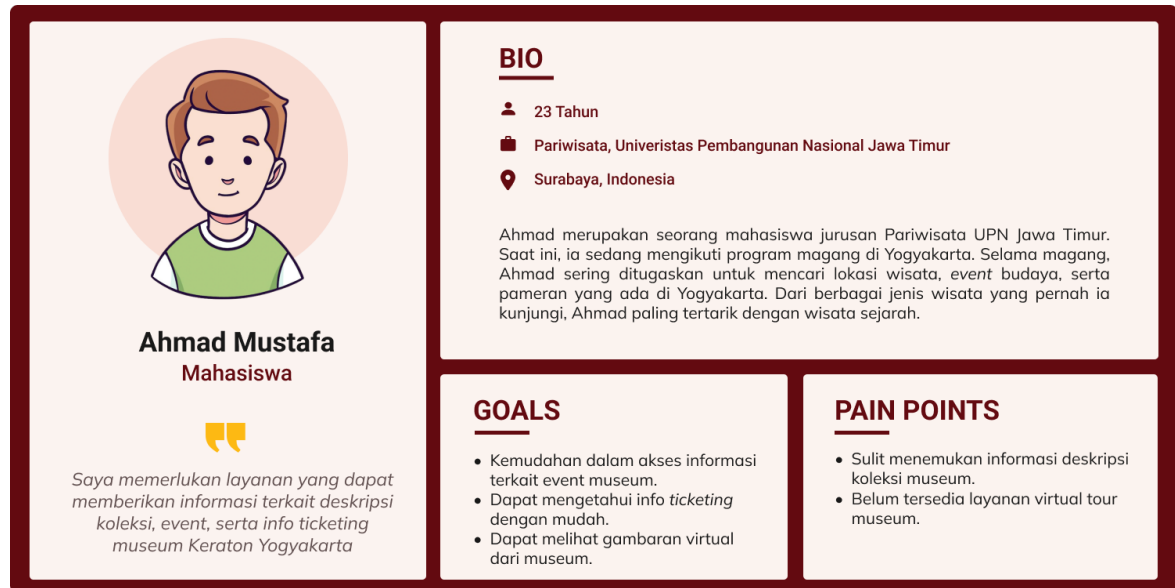 Ahmad Mustafa
Mahasiswa
Saya memerlukan layanan yang dapat
memberikan informasi terkait deskripsi
koleksi, event, serta info ticketing
museum Keraton Yogyakarta
BIO
23 Tahun
Pariwisata, Univeristas Pembangunan Nasional Jawa Timur
Surabaya, Indonesia
Ahmad merupakan seorang mahasiswa jurusan Pariwisata UPN Jawa Timur.
Saat ini, ia sedang mengikuti program magang di Yogyakarta. Selama magang,
Ahmad sering ditugaskan untuk mencari lokasi wisata, event budaya, serta
pameran yang ada di Yogyakarta. Dari berbagai jenis wisata yang pernah ia
kunjungi, Ahmad paling tertarik dengan wisata sejarah.
GOALS
• Kemudahan dalam akses informasi
terkait event museum.
• Dapat mengetahui info ticketing
dengan mudah.
• Dapat melihat gambaran virtual
dari museum.
PAIN POINTS
• Sulit menemukan informasi deskripsi
koleksi museum.
• Belum tersedia layanan virtual tour
museum.